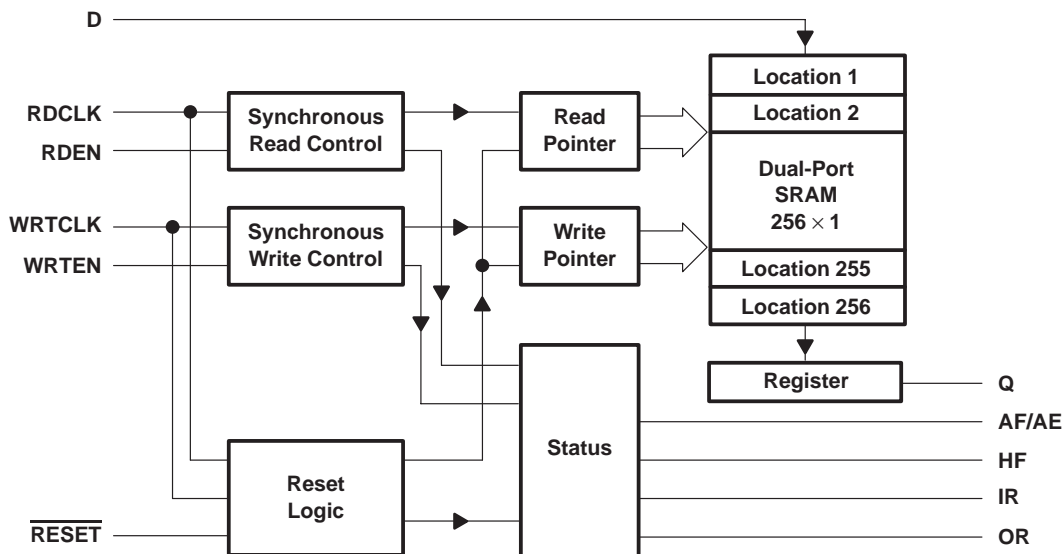 D
RDCLK
RDEN
WRTCLK
WRTEN
RESET
Synchronous
Read Control
Synchronous
Write Control
Reset
Logic
Read
Pointer
Write
Pointer
Status
Location 1
Location 2
Dual-Port
SRAM
256 × 1
Location 255
Location 256
Register
Q
AF/AE
HF
IR
OR